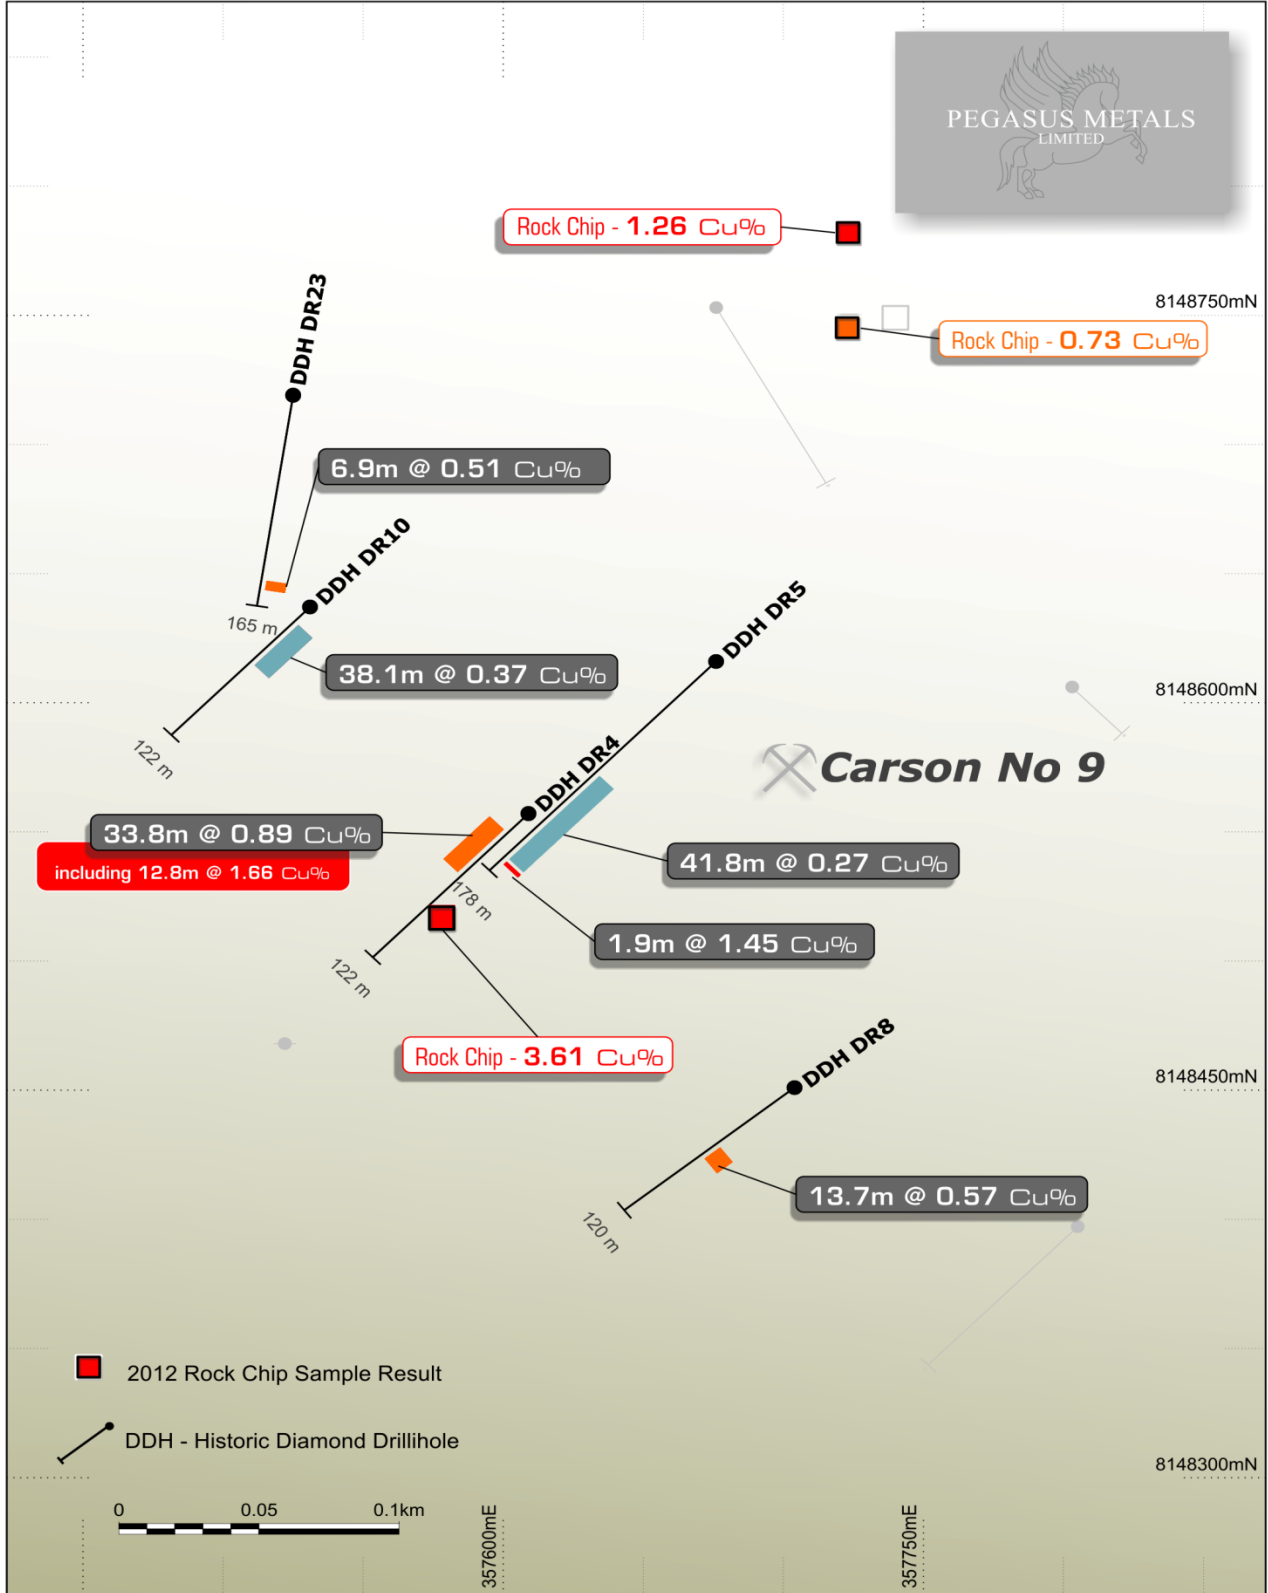 PEGASUS METALS
LIMITED
Rock Chip - 1.26 Cu%
8148750mN
Rock Chip - 0.73 Cu%
DDH DR23
6.9m @ 0.51 Cu%
DDH DR10
165 m
38.1m @ 0.37 Cu%
122 m
DDH DR5
8148600mN
DDH DR4
Carson No 9
33.8m @ 0.89 Cu%
including 12.8m @ 1.66 Cu%
41.8m @ 0.27 Cu%
178 m
1.9m @ 1.45 Cu%
122 m
Rock Chip - 3.61 Cu%
DDH DR8
8148450mN
13.7m @ 0.57 Cu%
120 m
2012 Rock Chip Sample Result
DDH - Historic Diamond Drillihole
8148300mN
0 0.05 0.1km
357600mE
357750mE